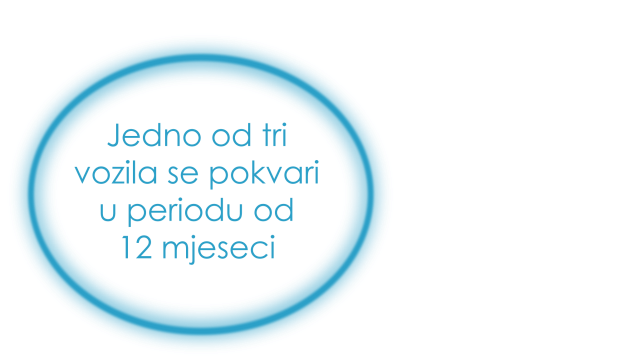 Jedno od tri
vozila se pokvari
u periodu od
12 mjeseci